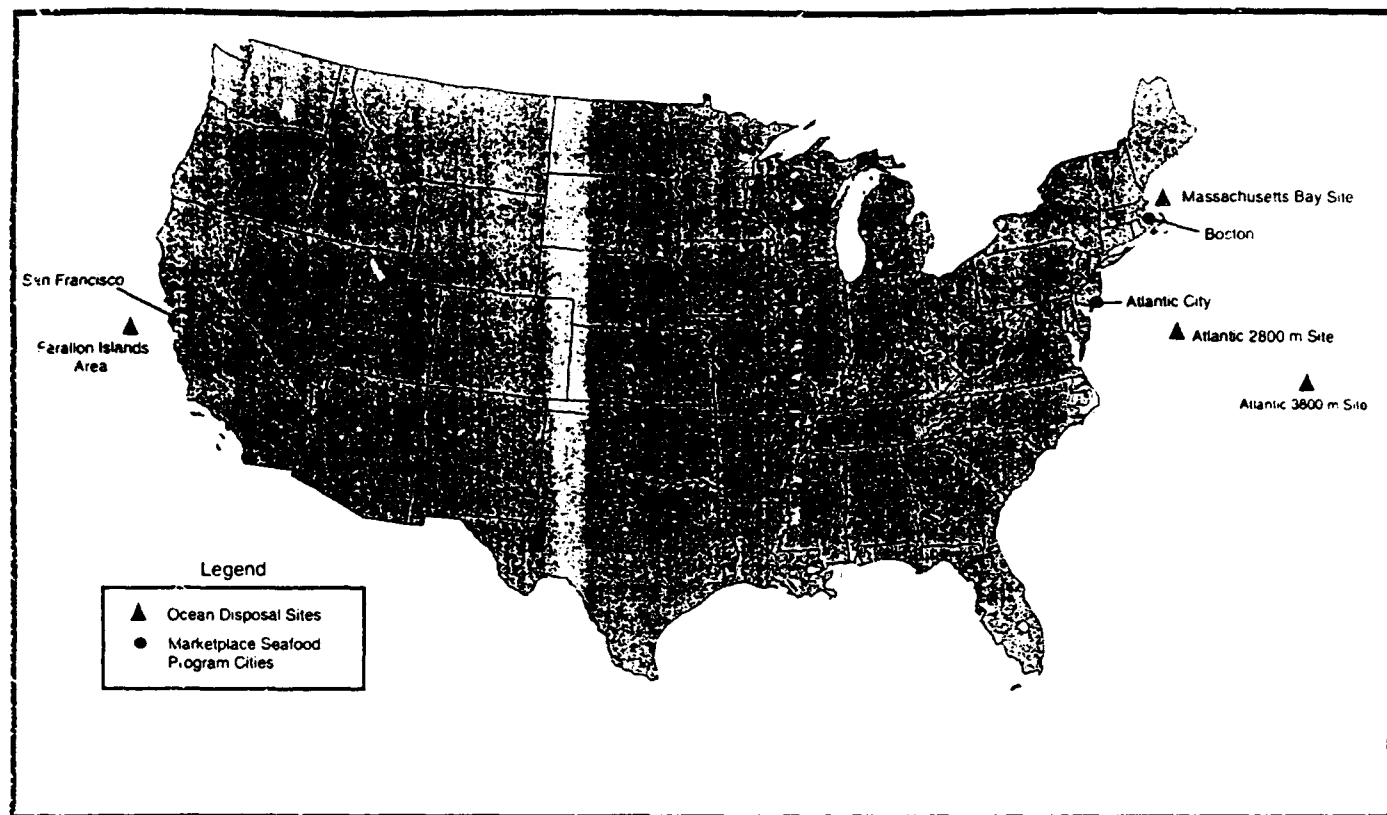 Massachusetts Bay Site
Boston
San Francisco
Atlantic City
Farallon Islands
Area
Atlantic 2800 m Site
Atlantic 3800 m Site
Legend
Ocean Disposal Sites
Marketplace Seafood
Program Cities